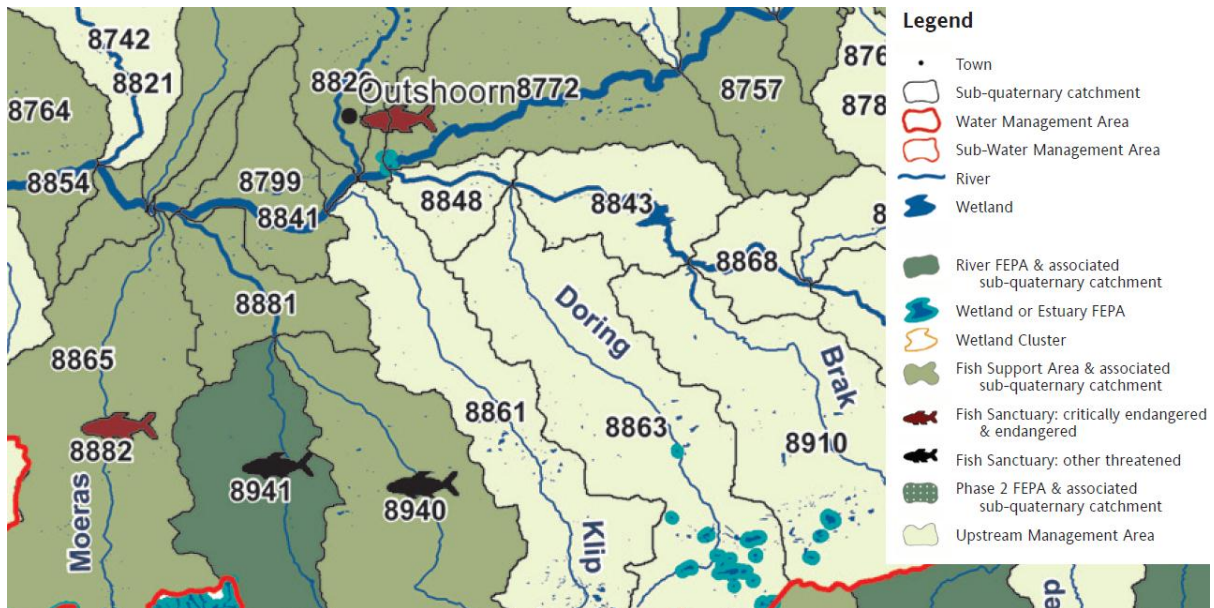 8742
8821
8764
8854
8826
Outshoorn
8772
8757
876
878
8799
8841
8848
8843
8
8868
8881
8865
8882
Moeras
8941
8940
8861
Klip
Doring
8863
Brak
8910
de
Legend
Town
Sub-quaternary catchment
Water Management Area
Sub-Water Management Area
River
Wetland
River FEPA & associated
sub-quaternary catchment
Wetland or Estuary FEPA
Wetland Cluster
Fish Support Area & associated
sub-quaternary catchment
Fish Sanctuary: critically endangered
& endangered
Fish Sanctuary: other threatened
Phase 2 FEPA & associated
sub-quaternary catchment
Upstream Management Area